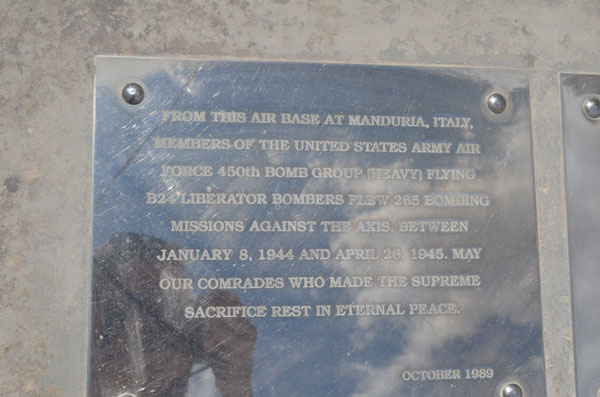 FROM THIS AIR BASE AT MANDURIA, ITALY,
MEMBERS OF THE UNITED STATES ARMY AIR
FORCE 450th BOMB GROUP (HEAVY) FLYING
B24 LIBERATOR BOMBERS FLEW 265 BOMBING
MISSIONS AGAINST THE AXIS, BETWEEN
JANUARY 8, 1944 AND APRIL 26, 1945. MAY
OUR COMRADES WHO MADE THE SUPREME
SACRIFICE REST IN ETERNAL PEACE.
OCTOBER 1989